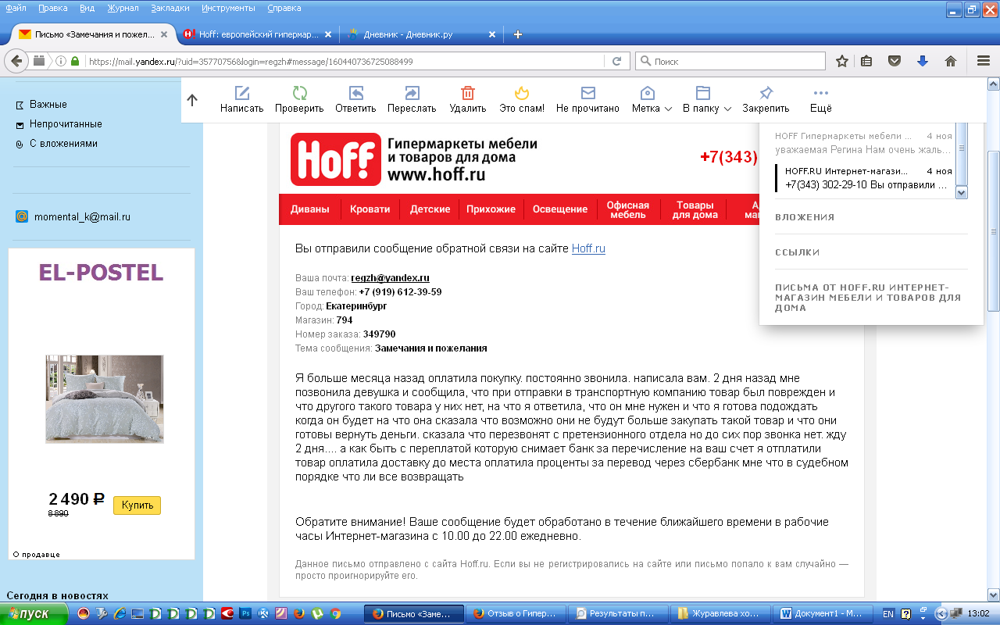 Файл Правка Вид Журнал Закладки Инструменты Справка
Письмо «Замечания и пожел... Hoff: европейский гипермар... Дневник - Дневник.ру
https://mail.yandex.ru/?uid=35770756&login=regzh#message/160440736725088499
Поиск
Важные
Непрочитанные
С вложениями
momental_k@mail.ru
EL-POSTEL
2 490 ₽
8 890
Купить
О продавце
Сегодня в новостях
Написать Проверить Ответить Переслать Удалить Это спам! Не прочитано Метка В папку Закрепить Ещё
Hoff
Гипермаркеты мебели
и товаров для дома
www.hoff.ru
+7(343)
Диваны Кровати Детские Прихожие Освещение Офисная мебель Товары для дома
Вы отправили сообщение обратной связи на сайте Hoff.ru
Ваша почта: regzh@yandex.ru
Ваш телефон: +7 (919) 612-39-59
Город: Екатеринбург
Магазин: 794
Номер заказа: 349790
Тема сообщения: Замечания и пожелания
Я больше месяца назад оплатила покупку. постоянно звонила. написала вам. 2 дня назад мне
позвонила девушка и сообщила, что при отправки в транспортную компанию товар был поврежден и
что другого такого товара у них нет, на что я ответила, что он мне нужен и что я готова подождать
когда он будет на что она сказала что возможно они не будут больше закупать такой товар и что они
готовы вернуть деньги. сказала что перезвонят с претензионного отдела но до сих пор звонка нет. жду
2 дня.... а как быть с переплатой которую снимает банк за перечисление на ваш счет я отплатили
товар оплатила доставку до места оплатила проценты за перевод через сбербанк мне что в судебном
порядке что ли все возвращать
Обратите внимание! Ваше сообщение будет обработано в течение ближайшего времени в рабочие
часы Интернет-магазина с 10.00 до 22.00 ежедневно.
Данное письмо отправлено с сайта Hoff.ru. Если вы не регистрировались на сайте или письмо попало к вам случайно —
просто проигнорируйте его.
HOFF Гипермаркеты мебели ... 4 ноя
уважаемая Регина Нам очень жаль...
HOFF.RU Интернет-магази... 4 ноя
+7(343) 302-29-10 Вы отправили ...
ВЛОЖЕНИЯ
ССЫЛКИ
ПИСЬМА ОТ HOFF.RU ИНТЕРНЕТ-
МАГАЗИН МЕБЕЛИ И ТОВАРОВ ДЛЯ
ДОМА
пуск Письмо «Заме... Отзыв о Гипер... Результаты п... Журавлева хо... Документ1 - М... EN 13:02